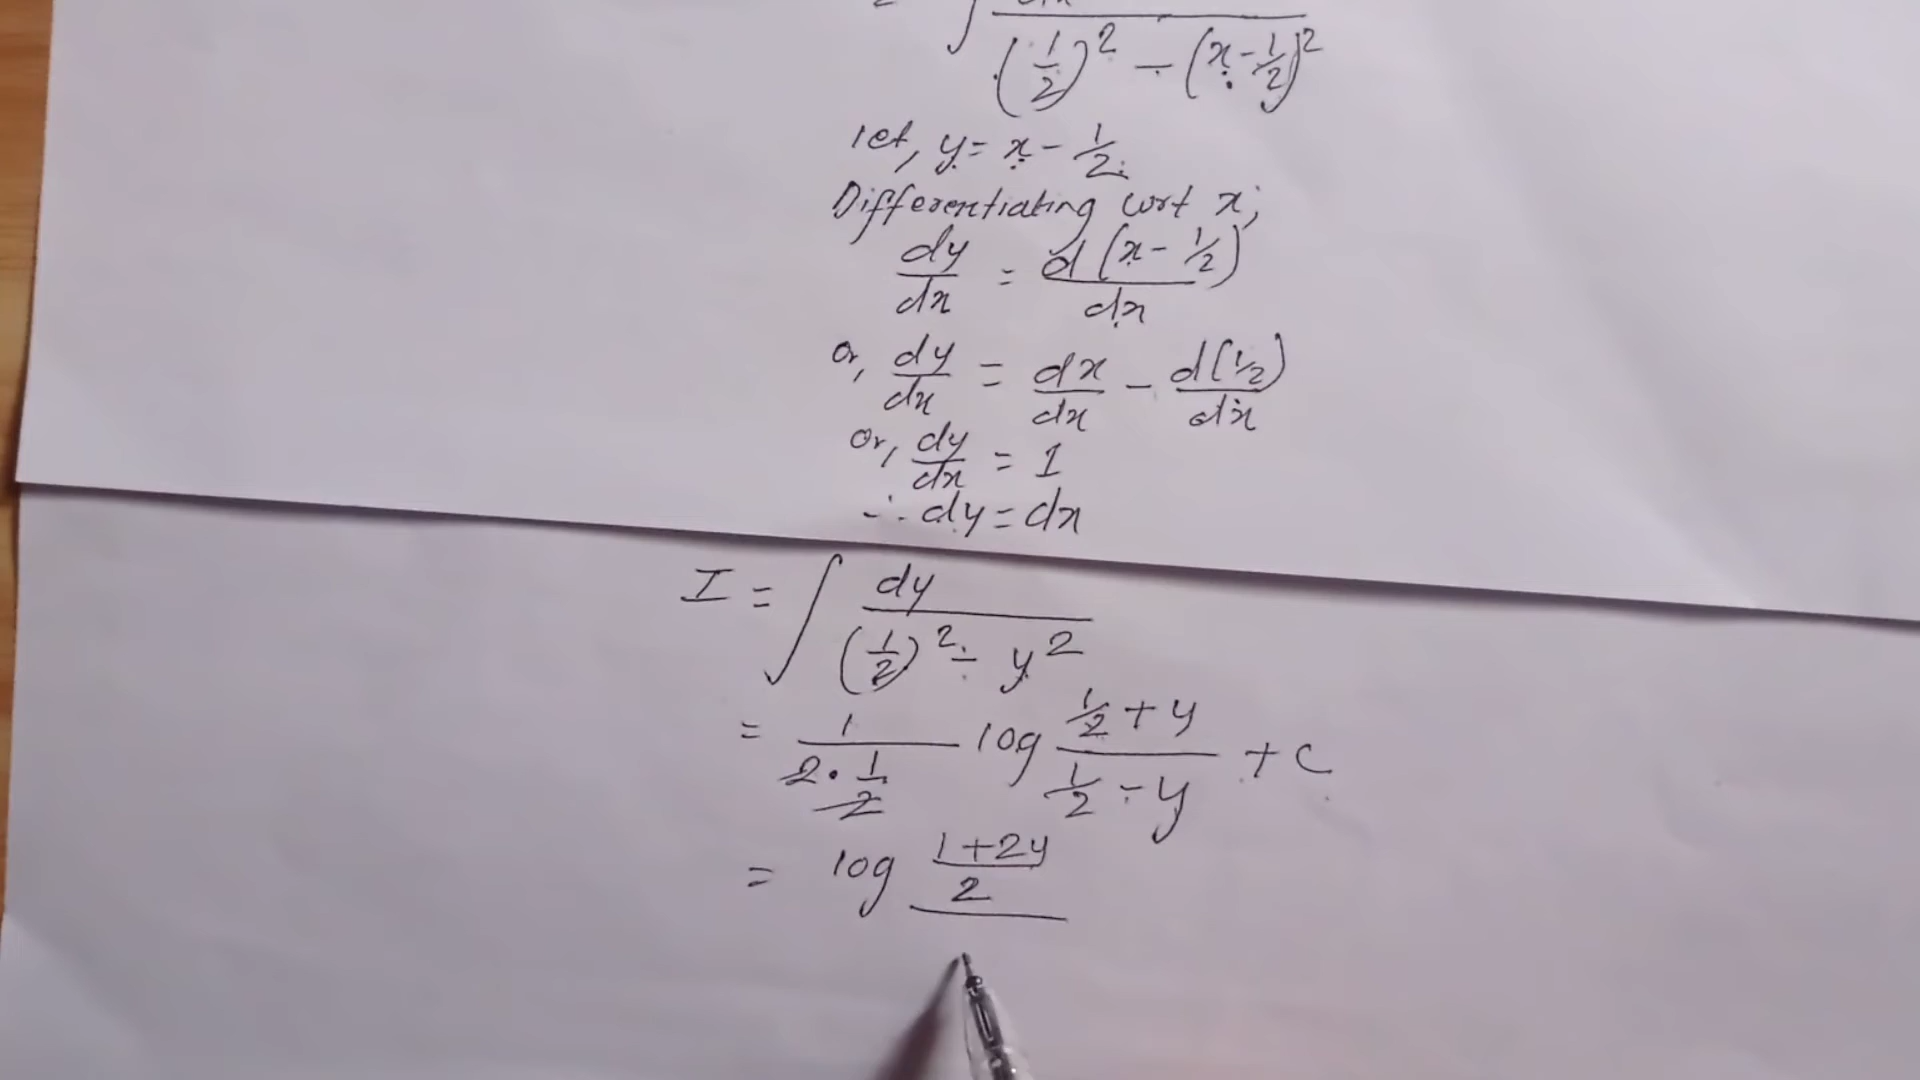 = ∫ dx / (1/2)² - (x - 1/2)²
let, y = x - 1/2
Differentiating wrt x;
dy/dx = d(x - 1/2)/dx
or, dy/dx = dx/dx - d(1/2)/dx
or, dy/dx = 1
∴ dy = dx
I = ∫ dy / (1/2)² - y²
= 1/(2·1/2) log (1/2 + y)/(1/2 - y) + c
= log (1+2y)/2